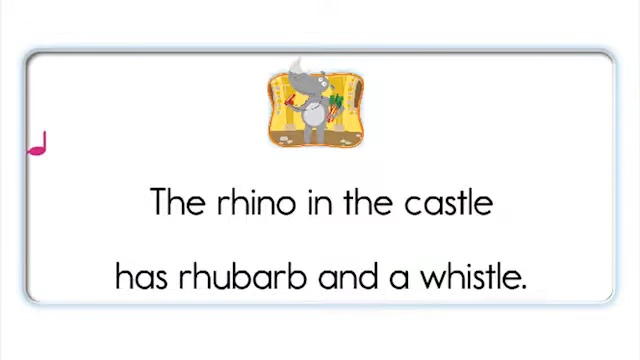 The rhino in the castle
has rhubarb and a whistle.